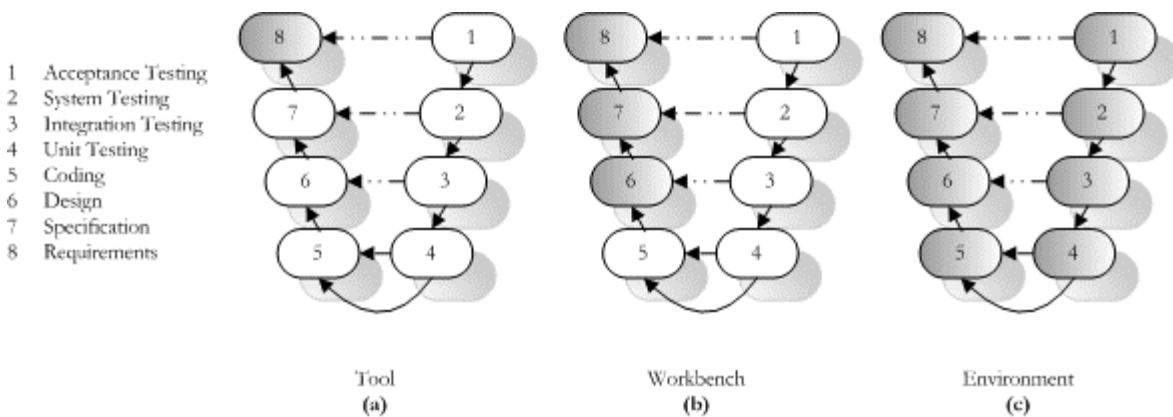 1 Acceptance Testing
2 System Testing
3 Integration Testing
4 Unit Testing
5 Coding
6 Design
7 Specification
8 Requirements
8 1
7 2
6 3
5 4
Tool
(a)
8 1
7 2
6 3
5 4
Workbench
(b)
8 1
7 2
6 3
5 4
Environment
(c)